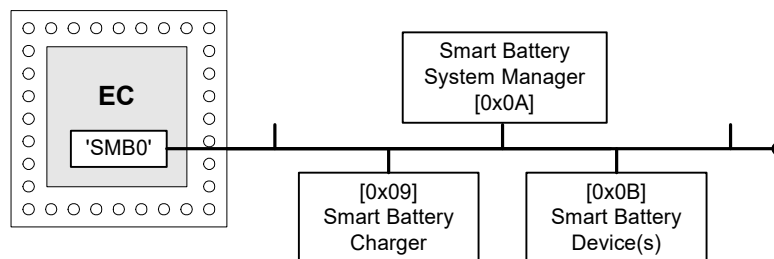 EC
'SMB0'
Smart Battery
System Manager
[0x0A]
[0x09]
Smart Battery
Charger
[0x0B]
Smart Battery
Device(s)